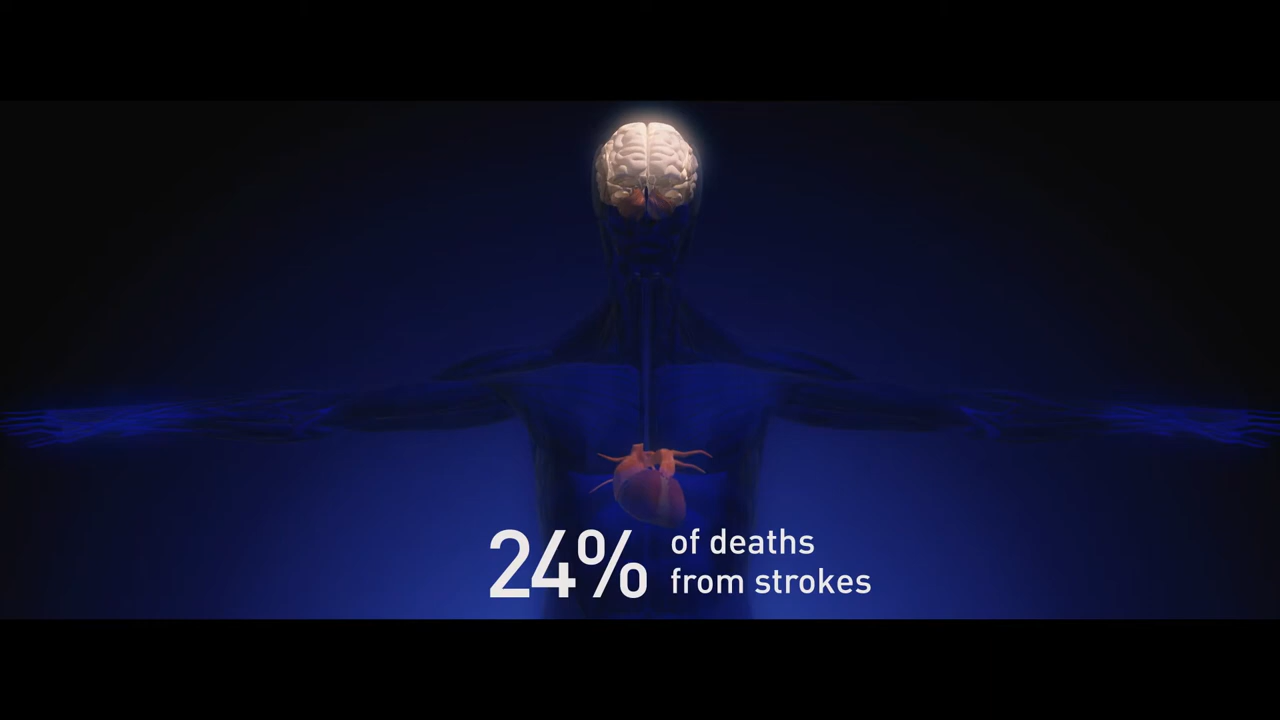 24%
of deaths
from strokes